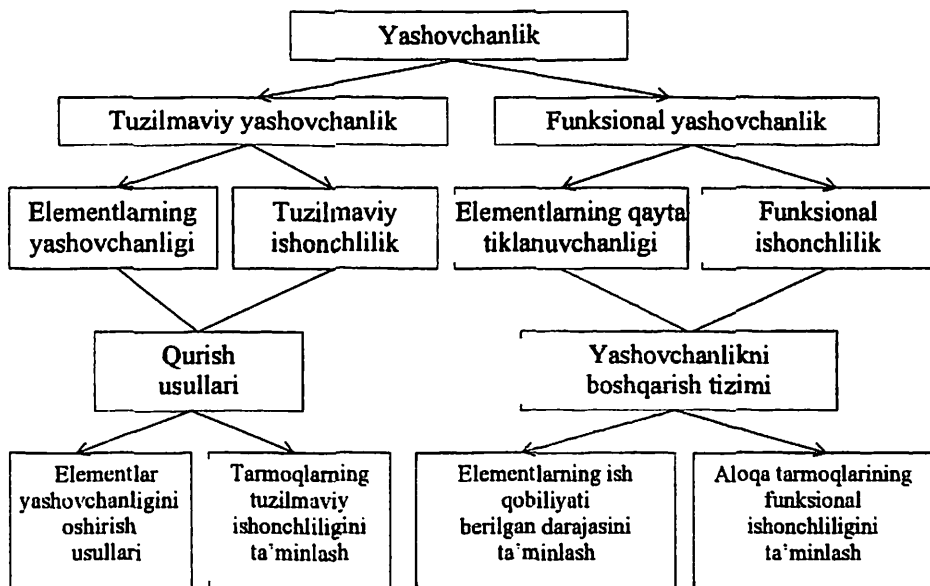 Yashovchanlik
Tuzilmaviy yashovchanlik
Funksional yashovchanlik
Elementlarning
yashovchanligi
Tuzilmaviy
ishonchlilik
Elementlarning qayta
tiklanuvchanligi
Funksional
ishonchlilik
Qurish
usullari
Yashovchanlikni
boshqarish tizimi
Elementlar
yashovchanligini
oshirish
usullari
Tarmoqlarning
tuzilmaviy
ishonchliligini
ta'minlash
Elementlarning ish
qobiliyati
berilgan darajasini
ta'minlash
Aloqa tarmoqlarining
funksional
ishonchliligini
ta'minlash